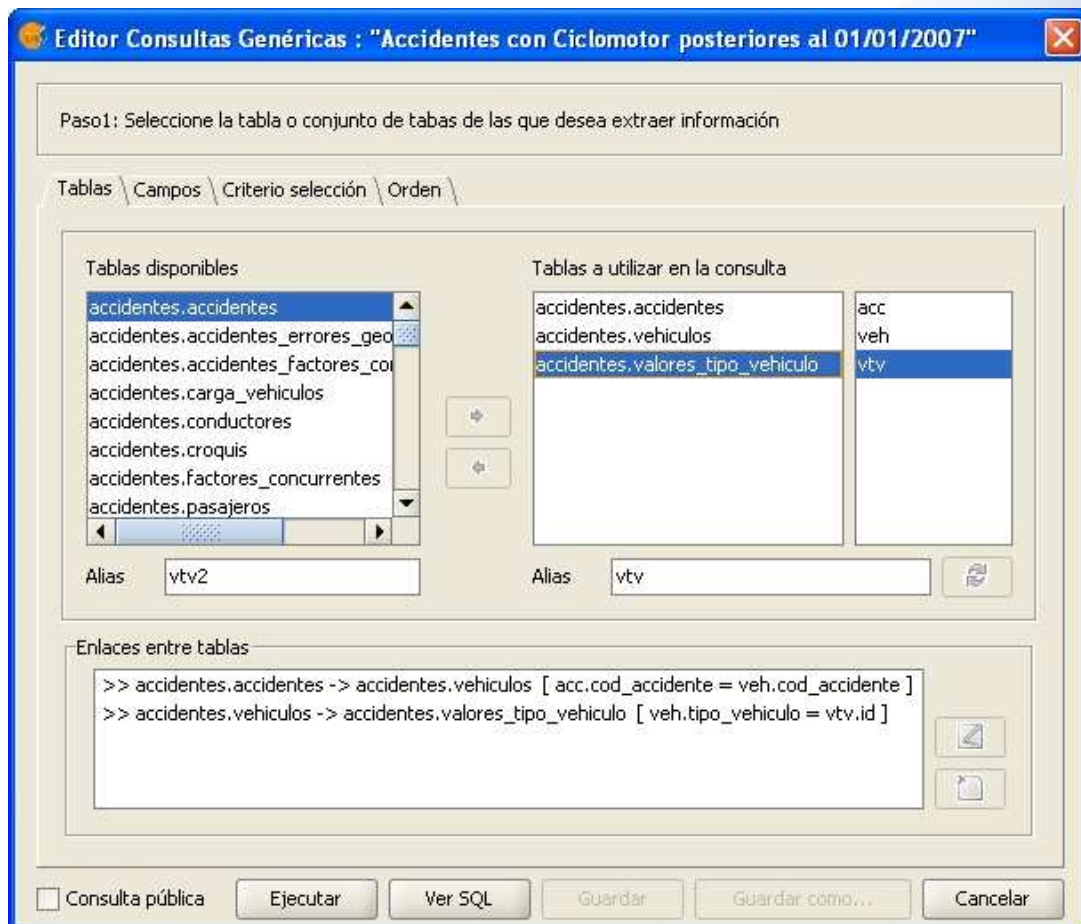 Editor Consultas Genéricas : "Accidentes con Ciclomotor posteriores al 01/01/2007"
Paso1: Seleccione la tabla o conjunto de tabas de las que desea extraer información
Tablas Campos Criterio selección Orden
Tablas disponibles
accidentes.accidentes
accidentes.accidentes_errores_geo
accidentes.accidentes_factores_con
accidentes.carga_vehiculos
accidentes.conductores
accidentes.croquis
accidentes.factores_concurrentes
accidentes.pasajeros
Alias vtv2
Tablas a utilizar en la consulta
accidentes.accidentes acc
accidentes.vehiculos veh
accidentes.valores_tipo_vehiculo vtv
Alias vtv
Enlaces entre tablas
>> accidentes.accidentes -> accidentes.vehiculos [ acc.cod_accidente = veh.cod_accidente ]
>> accidentes.vehiculos -> accidentes.valores_tipo_vehiculo [ veh.tipo_vehiculo = vtv.id ]
Consulta pública Ejecutar Ver SQL Guardar Guardar como... Cancelar